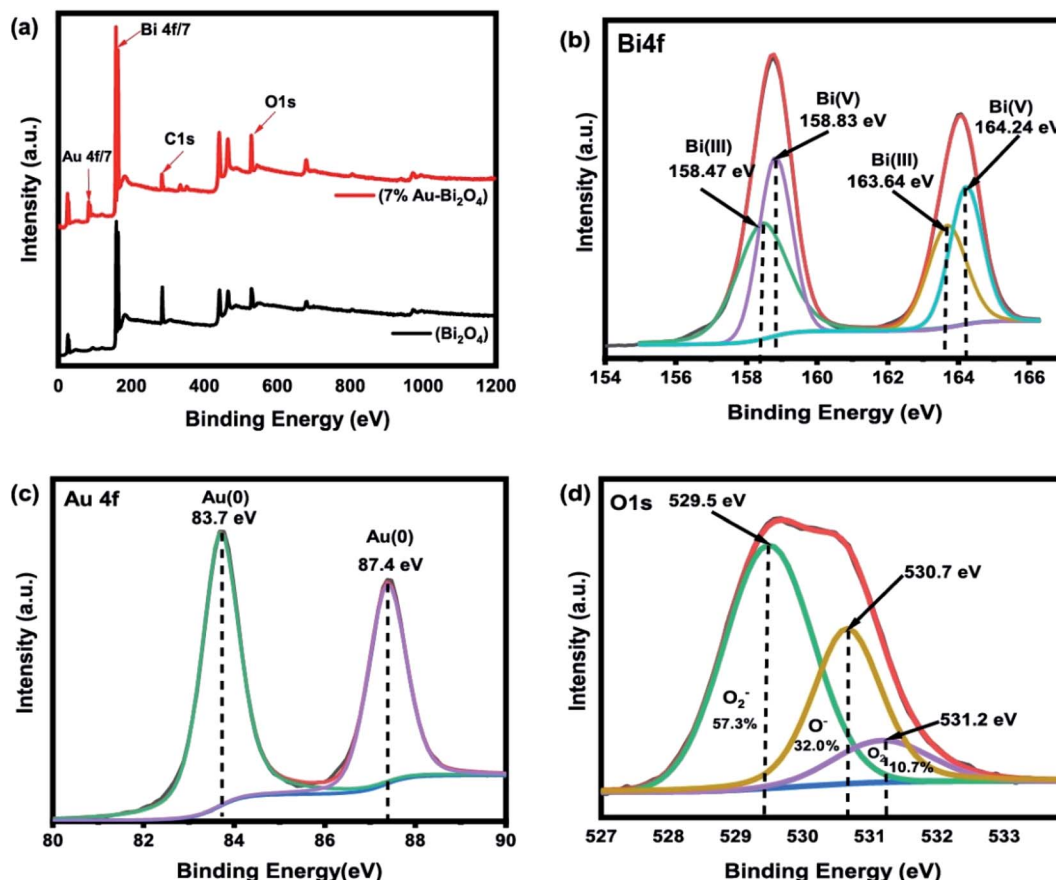 (a)
Bi 4f/7
O1s
C1s
Au 4f/7
(7% Au-Bi₂O₄)
(Bi₂O₄)
Intensity (a.u.)
0 200 400 600 800 1000 1200
Binding Energy (eV)
(b)
Bi4f
Bi(V)
158.83 eV
Bi(V)
164.24 eV
Bi(III)
158.47 eV
Bi(III)
163.64 eV
Intensity (a.u.)
154 156 158 160 162 164 166
Binding Energy (eV)
(c)
Au 4f
Au(0)
83.7 eV
Au(0)
87.4 eV
Intensity (a.u.)
80 82 84 86 88 90
Binding Energy(eV)
(d)
O1s
529.5 eV
530.7 eV
531.2 eV
O₂⁻
57.3%
O⁻
32.0%
O₂
10.7%
Intensity (a.u.)
527 528 529 530 531 532 533
Binding Energy (eV)